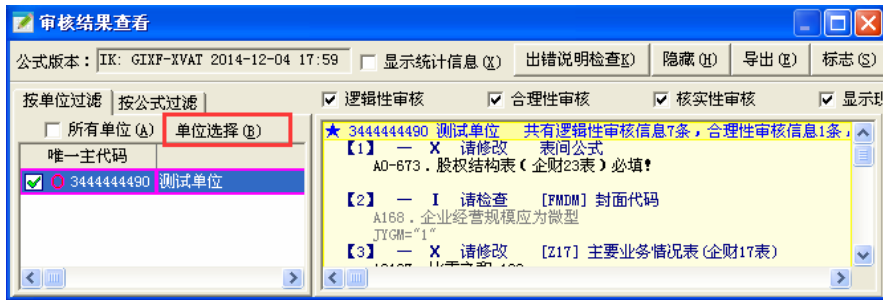 审核结果查看
公式版本： IK: GIXF-XVAT 2014-12-04 17:59 显示统计信息(X) 出错说明检查K) 隐藏(H) 导出(E) 标志(S)
按单位过滤 按公式过滤 逻辑性审核 合理性审核 核实性审核 显示
所有单位(A) 单位选择(B)
唯一主代码
3444444490 测试单位
★ 3444444490 测试单位 共有逻辑性审核信息7条，合理性审核信息1条，
【1】 — X 请修改 表间公式
AO-673．股权结构表（企财23表）必填！
【2】 — I 请检查 [FMDM] 封面代码
A168．企业经营规模应为微型
JYGM="1"
【3】 — X 请修改 [Z17] 主要业务情况表(企财17表)